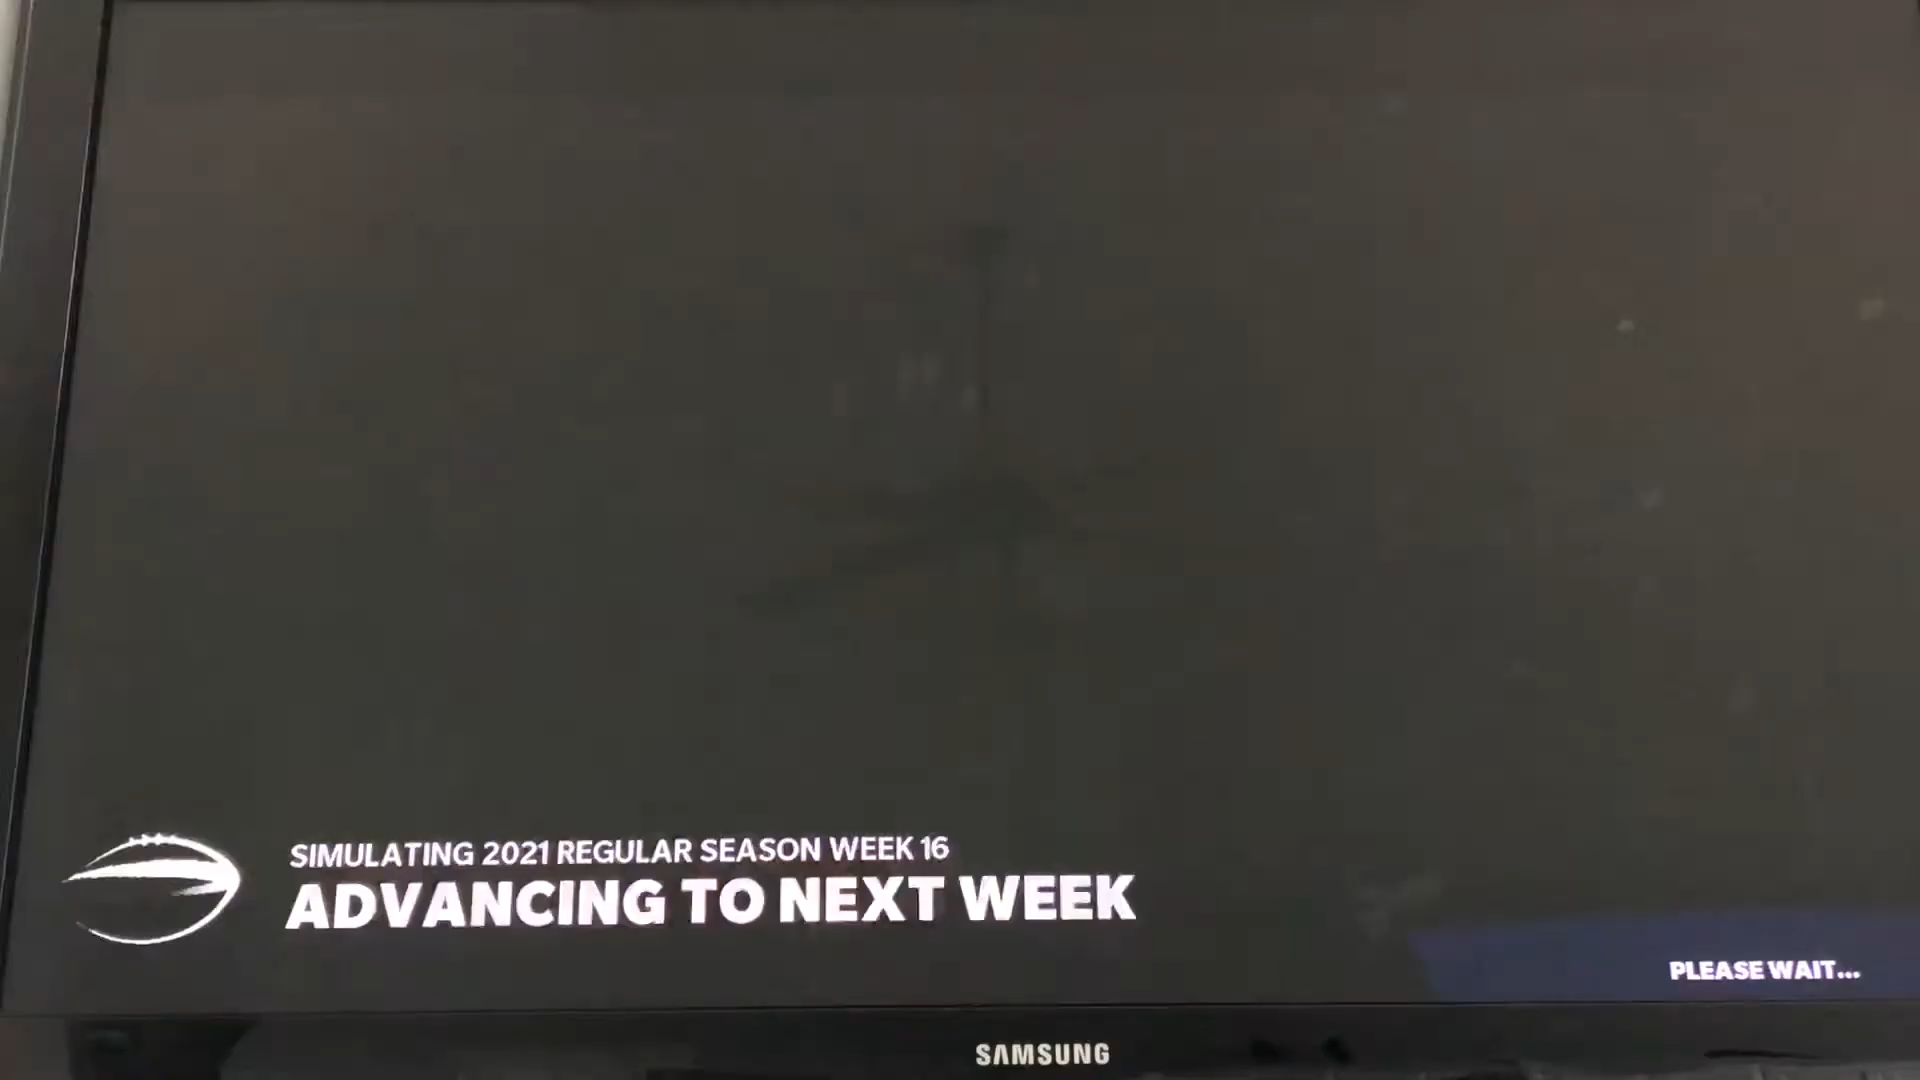 SIMULATING 2021 REGULAR SEASON WEEK 16
ADVANCING TO NEXT WEEK
PLEASE WAIT...
SAMSUNG